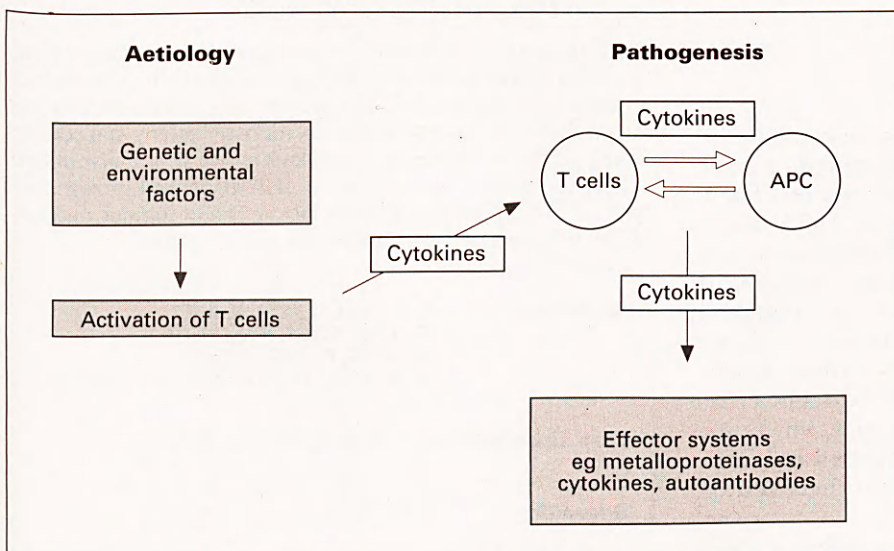 Aetiology
Pathogenesis
Genetic and
environmental
factors
Activation of T cells
Cytokines
Cytokines
T cells
APC
Cytokines
Effector systems
eg metalloproteinases,
cytokines, autoantibodies